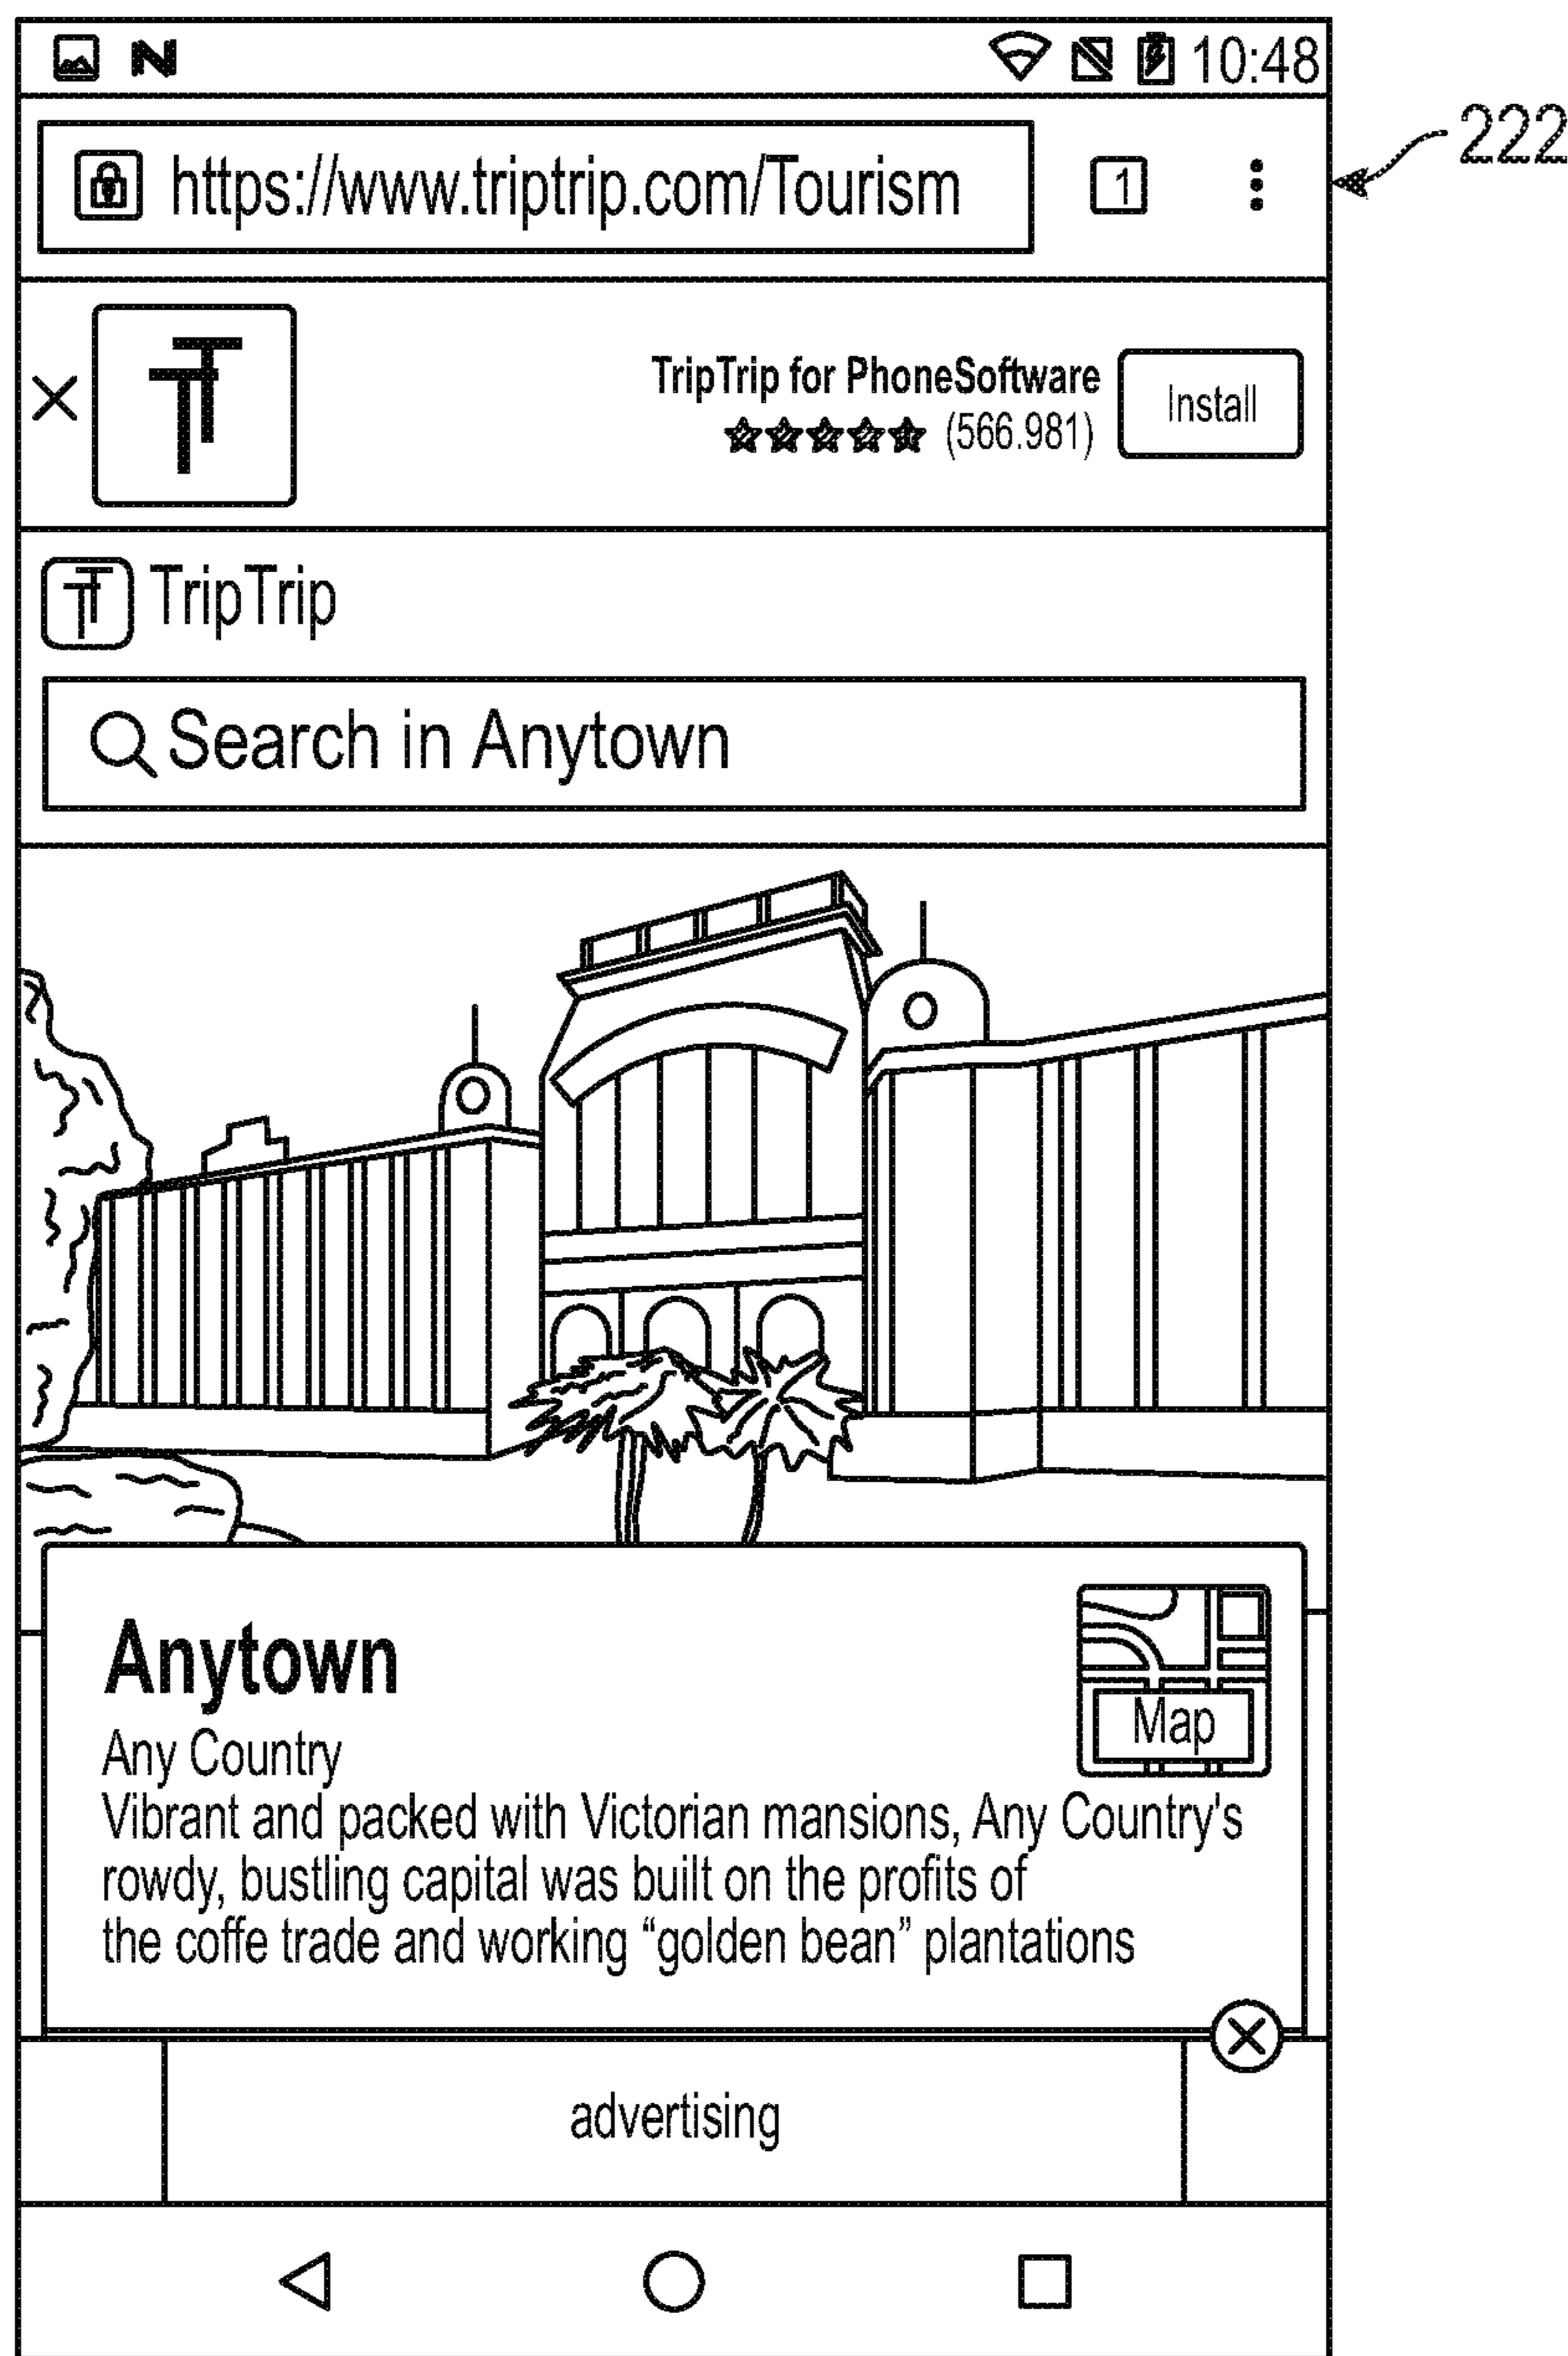 N 10:48
222
https://www.triptrip.com/Tourism 1
TT
TripTrip for PhoneSoftware
(566.981)
Install
TT TripTrip
Search in Anytown
Anytown
Map
Any Country
Vibrant and packed with Victorian mansions, Any Country's
rowdy, bustling capital was built on the profits of
the coffe trade and working “golden bean” plantations
advertising